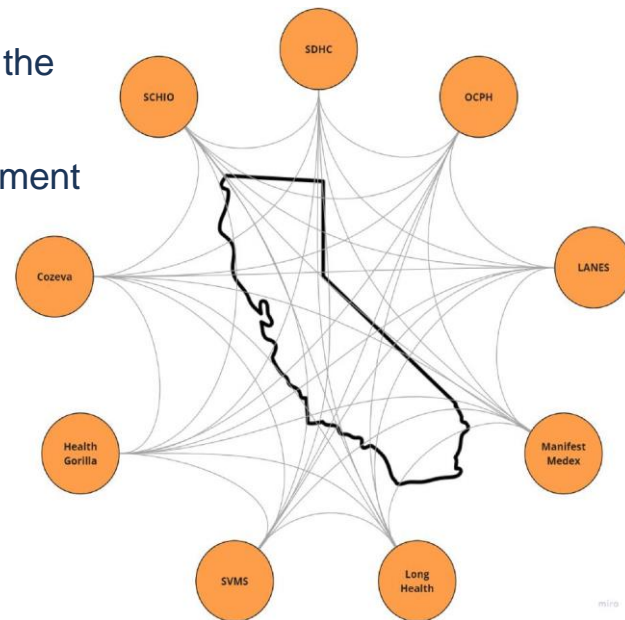 the
ment
SDHC
SCHIO
OCPH
Cozeva
LANES
Health
Gorilla
Manifest
Medex
SVMS
Long
Health
miro